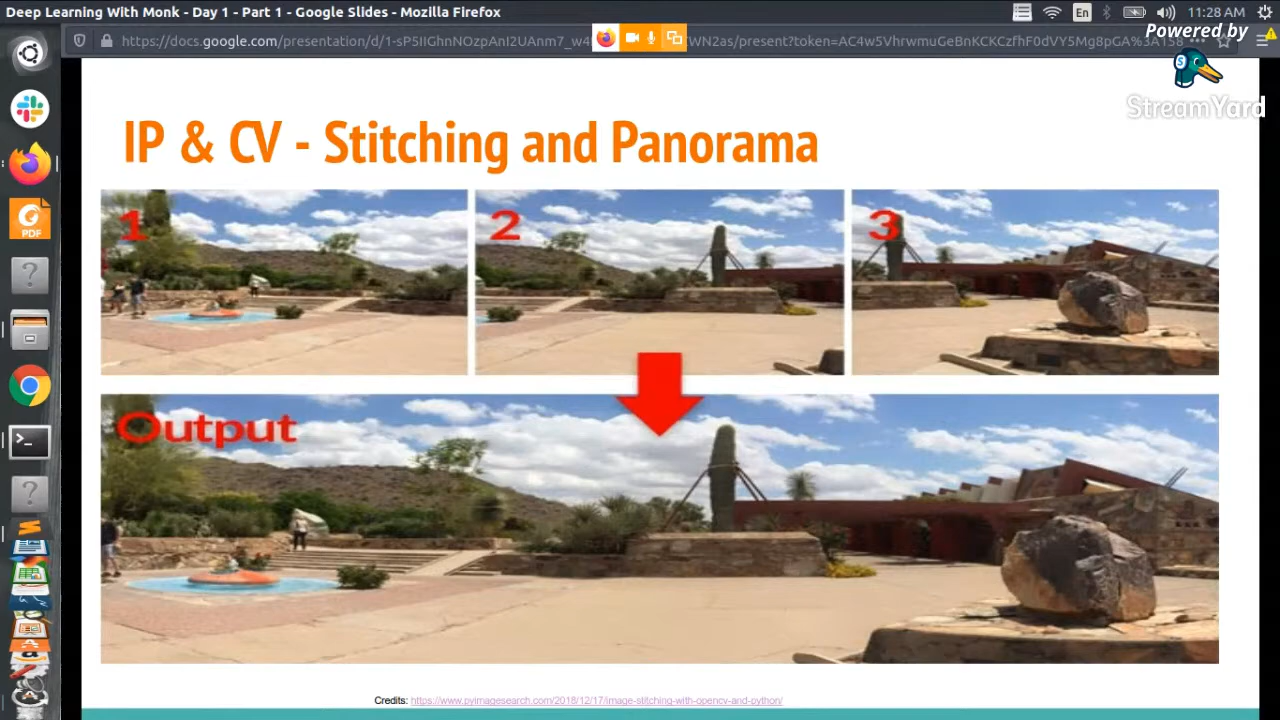 Deep Learning With Monk - Day 1 - Part 1 - Google Slides - Mozilla Firefox
En
11:28 AM
Powered by
StreamYard
PDF
IP & CV - Stitching and Panorama
1
2
3
Output
Credits: https://www.pyimagesearch.com/2018/12/17/image-stitching-with-opencv-and-python/